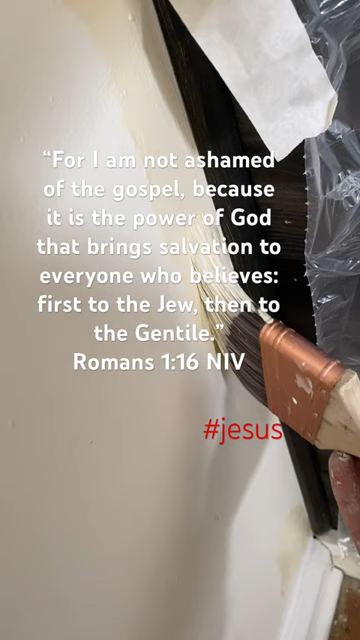 “For I am not ashamed
of the gospel, because
it is the power of God
that brings salvation to
everyone who believes:
first to the Jew, then to
the Gentile.”
Romans 1:16 NIV
#jesus